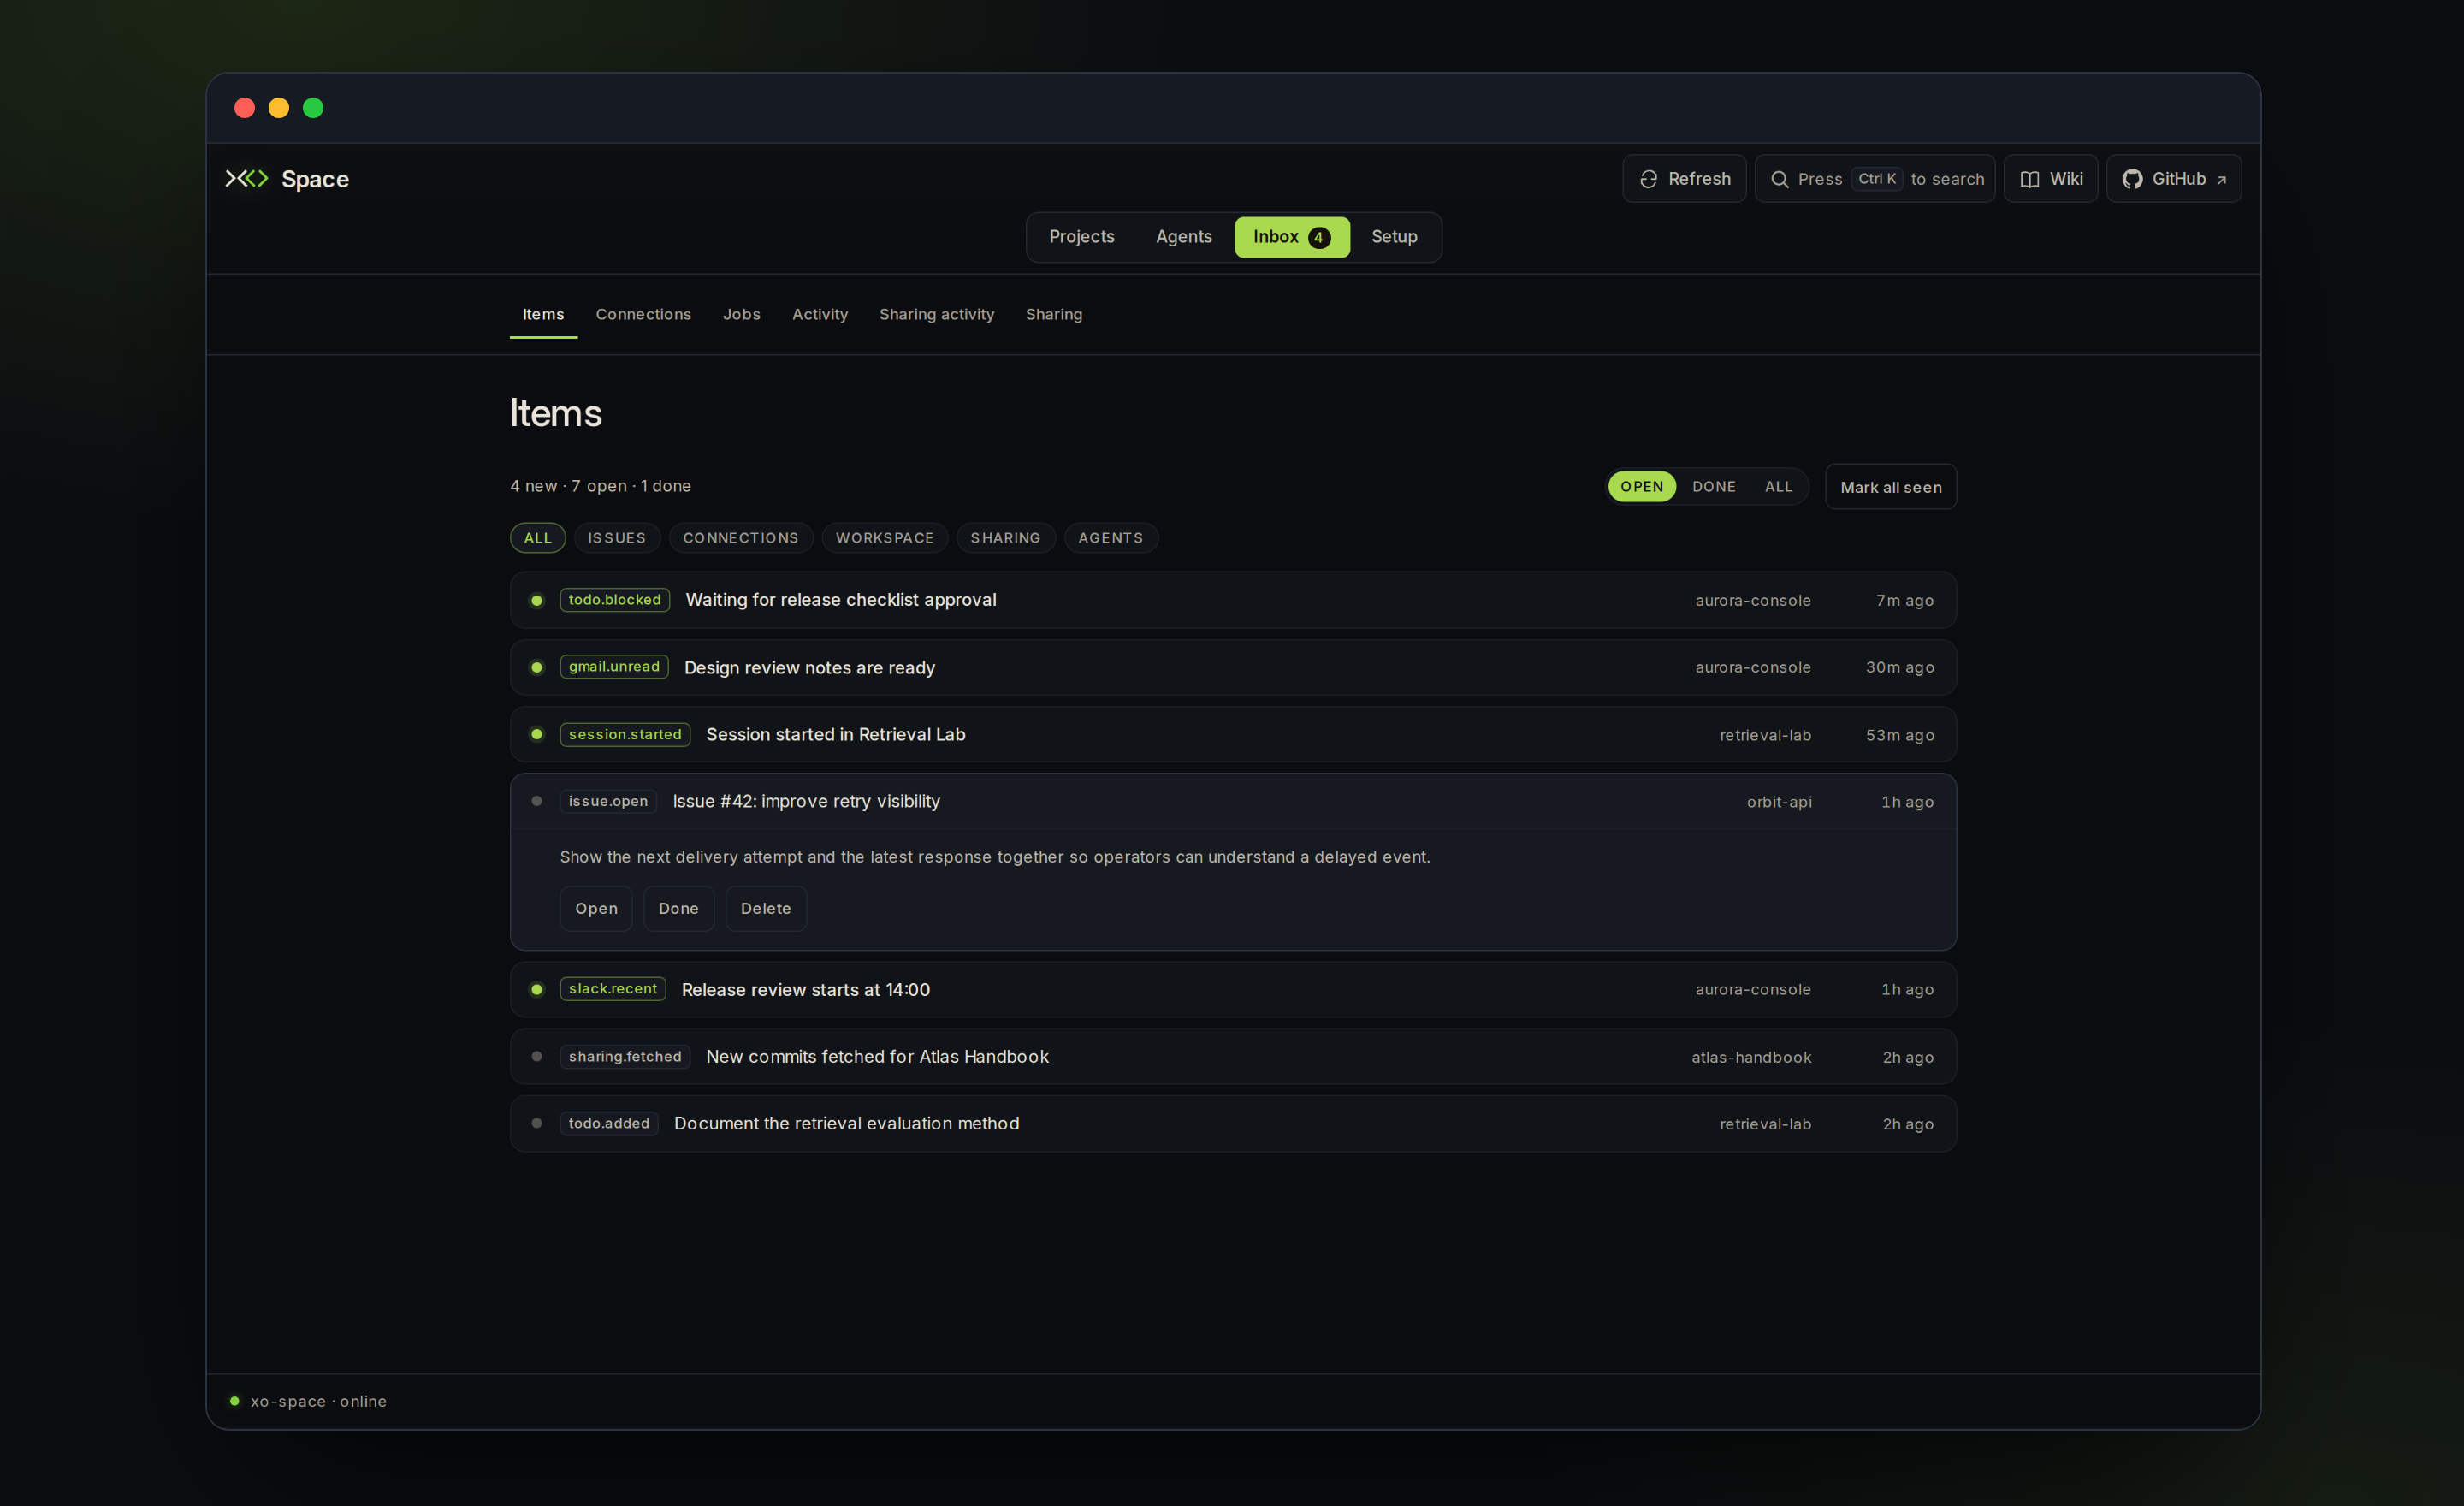 Space
Refresh
Press Ctrl K to search
Wiki
GitHub
Projects
Agents
Inbox 4
Setup
Items
Connections
Jobs
Activity
Sharing activity
Sharing
Items
4 new · 7 open · 1 done
OPEN
DONE
ALL
Mark all seen
ALL
ISSUES
CONNECTIONS
WORKSPACE
SHARING
AGENTS
todo.blocked Waiting for release checklist approval aurora-console 7m ago
gmail.unread Design review notes are ready aurora-console 30m ago
session.started Session started in Retrieval Lab retrieval-lab 53m ago
issue.open Issue #42: improve retry visibility orbit-api 1h ago
Show the next delivery attempt and the latest response together so operators can understand a delayed event.
Open
Done
Delete
slack.recent Release review starts at 14:00 aurora-console 1h ago
sharing.fetched New commits fetched for Atlas Handbook atlas-handbook 2h ago
todo.added Document the retrieval evaluation method retrieval-lab 2h ago
xo-space · online